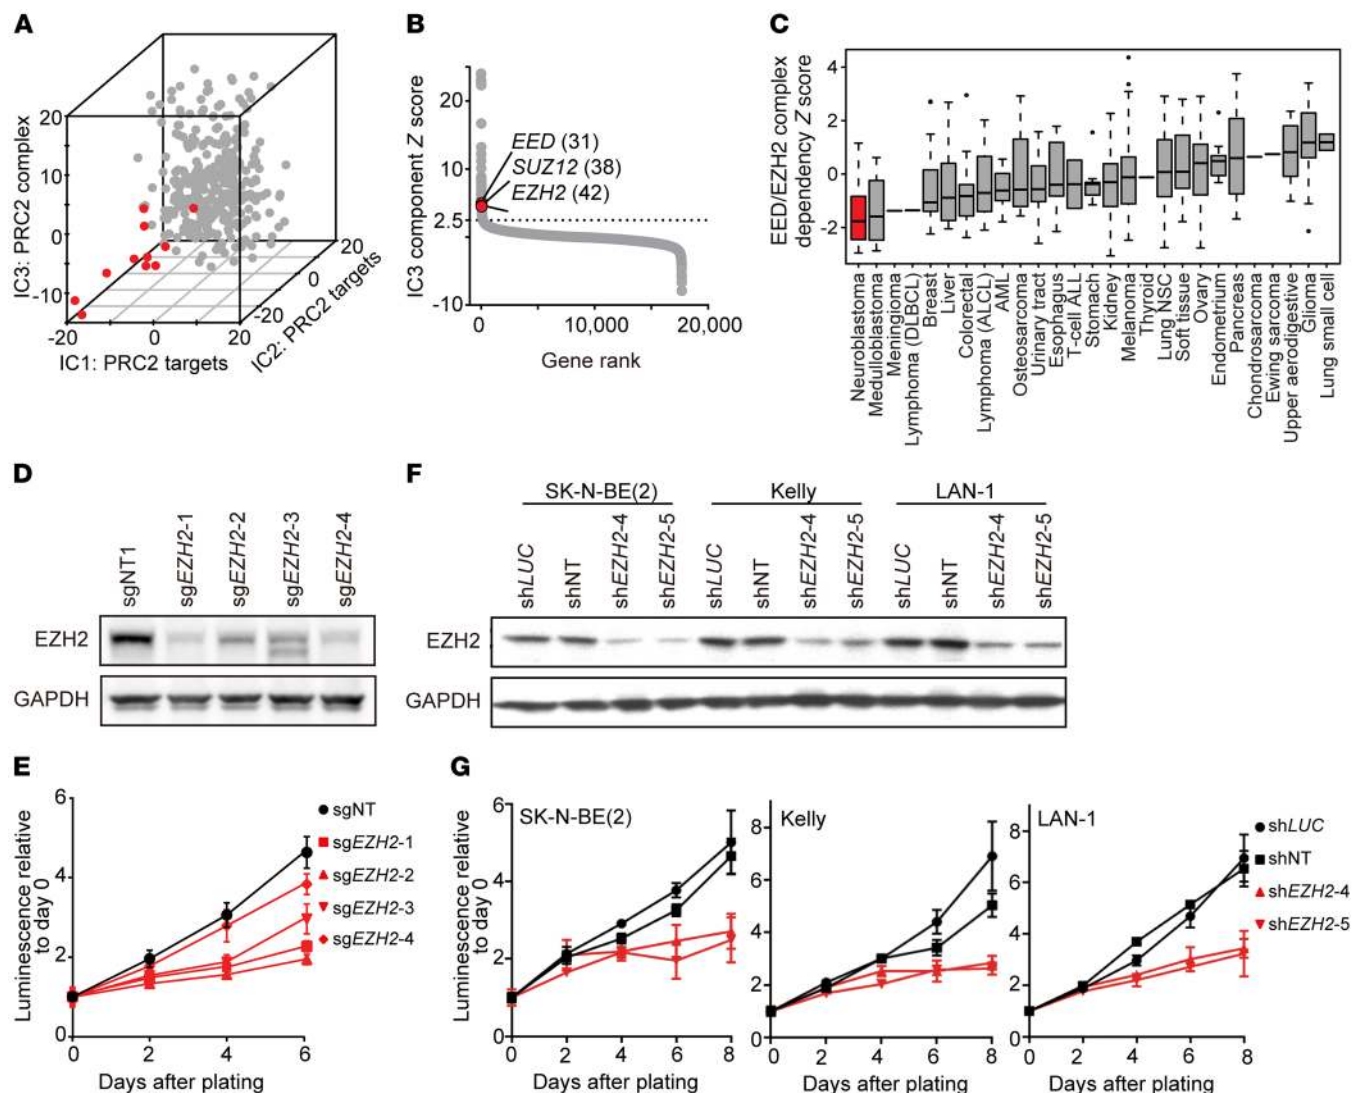 A
IC3: PRC2 complex
20
10
0
-10
-20
0
20
IC1: PRC2 targets
-20
0
20
IC2: PRC2 targets
B
IC3 component Z score
20
10
2.5
-10
EED (31)
SUZ12 (38)
EZH2 (42)
0
10,000
20,000
Gene rank
C
EED/EZH2 complex
dependency Z score
4
2
0
-2
Neuroblastoma
Medulloblastoma
Meningioma
Lymphoma (DLBCL)
Breast
Liver
Colorectal
Lymphoma (ALCL)
AML
Osteosarcoma
Urinary tract
Esophagus
T-cell ALL
Stomach
Kidney
Melanoma
Thyroid
Lung NSC
Soft tissue
Ovary
Endometrium
Pancreas
Chondrosarcoma
Ewing sarcoma
Upper aerodigestive
Glioma
Lung small cell
D
sgNT1
sgEZH2-1
sgEZH2-2
sgEZH2-3
sgEZH2-4
EZH2
GAPDH
F
SK-N-BE(2) Kelly LAN-1
shLUC
shNT
shEZH2-4
shEZH2-5
shLUC
shNT
shEZH2-4
shEZH2-5
shLUC
shNT
shEZH2-4
shEZH2-5
EZH2
GAPDH
E
Luminescence relative
to day 0
6
4
2
0
0 2 4 6
Days after plating
sgNT
sgEZH2-1
sgEZH2-2
sgEZH2-3
sgEZH2-4
G
Luminescence relative
to day 0
SK-N-BE(2)
6
4
2
0
0 2 4 6 8
Days after plating
Kelly
8
6
4
2
0
0 2 4 6 8
Days after plating
LAN-1
8
6
4
2
0
0 2 4 6 8
Days after plating
shLUC
shNT
shEZH2-4
shEZH2-5